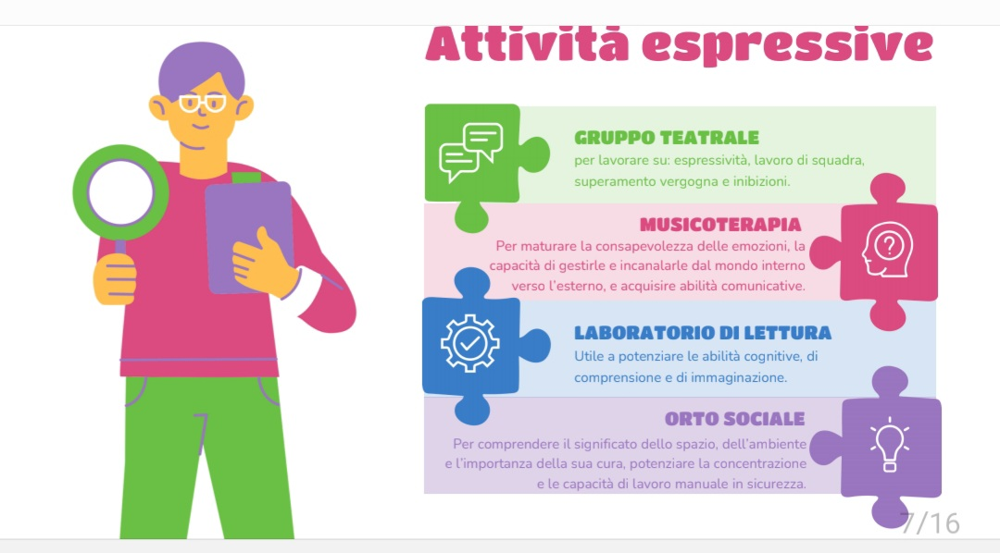 Attività espressive
GRUPPO TEATRALE
per lavorare su: espressività, lavoro di squadra,
superamento vergogna e inibizioni.
MUSICOTERAPIA
Per maturare la consapevolezza delle emozioni, la
capacità di gestirle e incanalarle dal mondo interno
verso l'esterno, e acquisire abilità comunicative.
LABORATORIO DI LETTURA
Utile a potenziare le abilità cognitive, di
comprensione e di immaginazione.
ORTO SOCIALE
Per comprendere il significato dello spazio, dell'ambiente
e l'importanza della sua cura, potenziare la concentrazione
e le capacità di lavoro manuale in sicurezza.
7/16